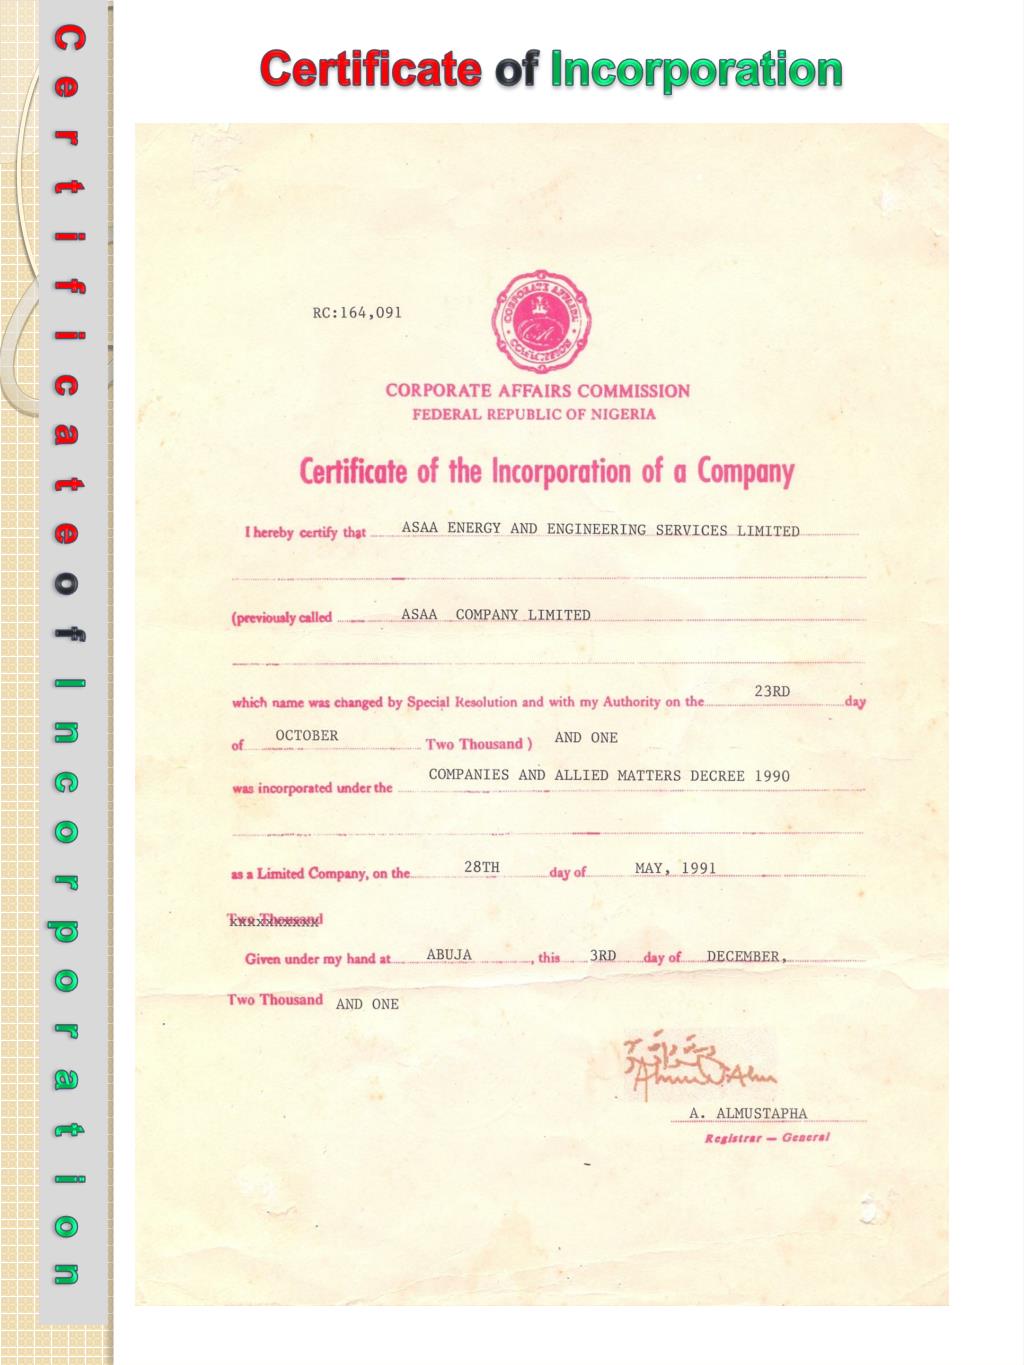 Certificate of Incorporation
Certificate of Incorporation
RC:164,091
CORPORATE AFFAIRS
COMMISSION
CORPORATE AFFAIRS COMMISSION
FEDERAL REPUBLIC OF NIGERIA
Certificate of the Incorporation of a Company
I hereby certify that ASAA ENERGY AND ENGINEERING SERVICES LIMITED
(previously called ASAA COMPANY LIMITED
which name was changed by Special Resolution and with my Authority on the 23RD day
of OCTOBER Two Thousand ) AND ONE
was incorporated under the COMPANIES AND ALLIED MATTERS DECREE 1990
as a Limited Company, on the 28TH day of MAY, 1991
Two Thousand
Given under my hand at ABUJA , this 3RD day of DECEMBER,
Two Thousand AND ONE
A. ALMUSTAPHA
Registrar — General